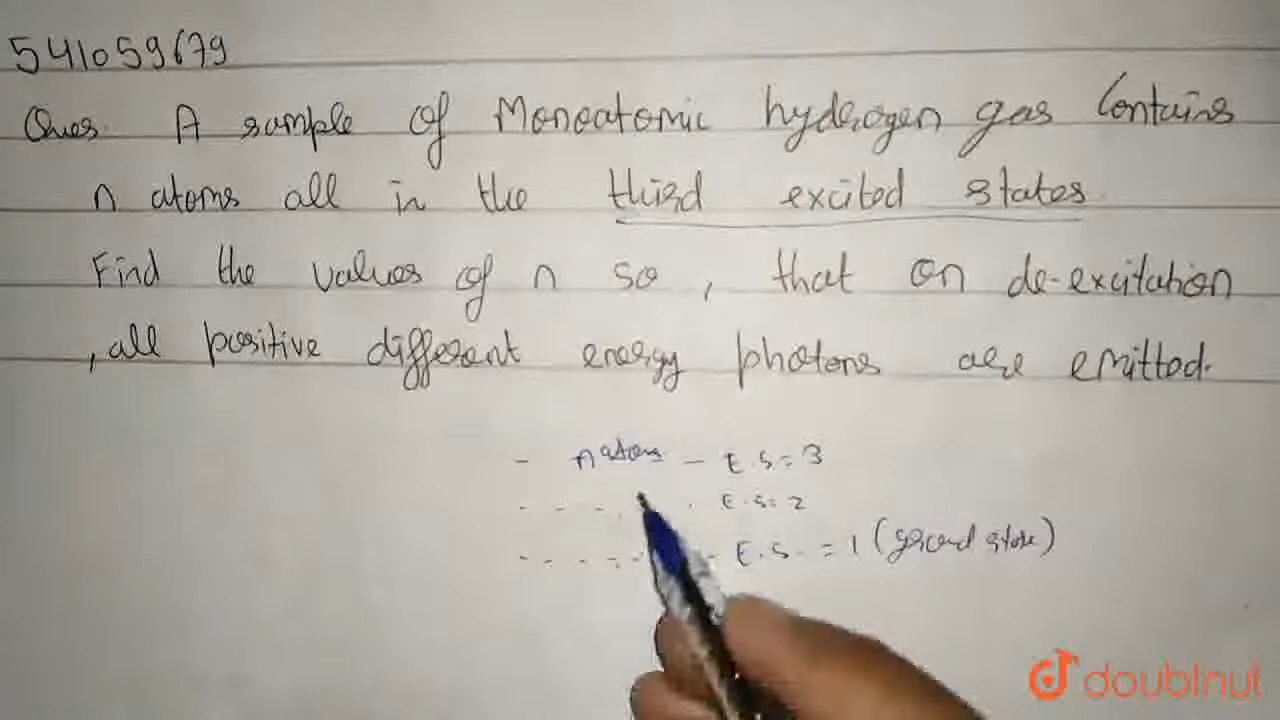 541059679
Ques. A sample of Monoatomic hydrogen gas Contains
n atoms all in the third excited states.
Find the values of n so, that on de-excitation
, all positive different energy photons are emitted.
- n atoms - E.S = 3
- - - - - E.S = 2
- - - - - - E.S. = 1 (ground state)
doubtnut